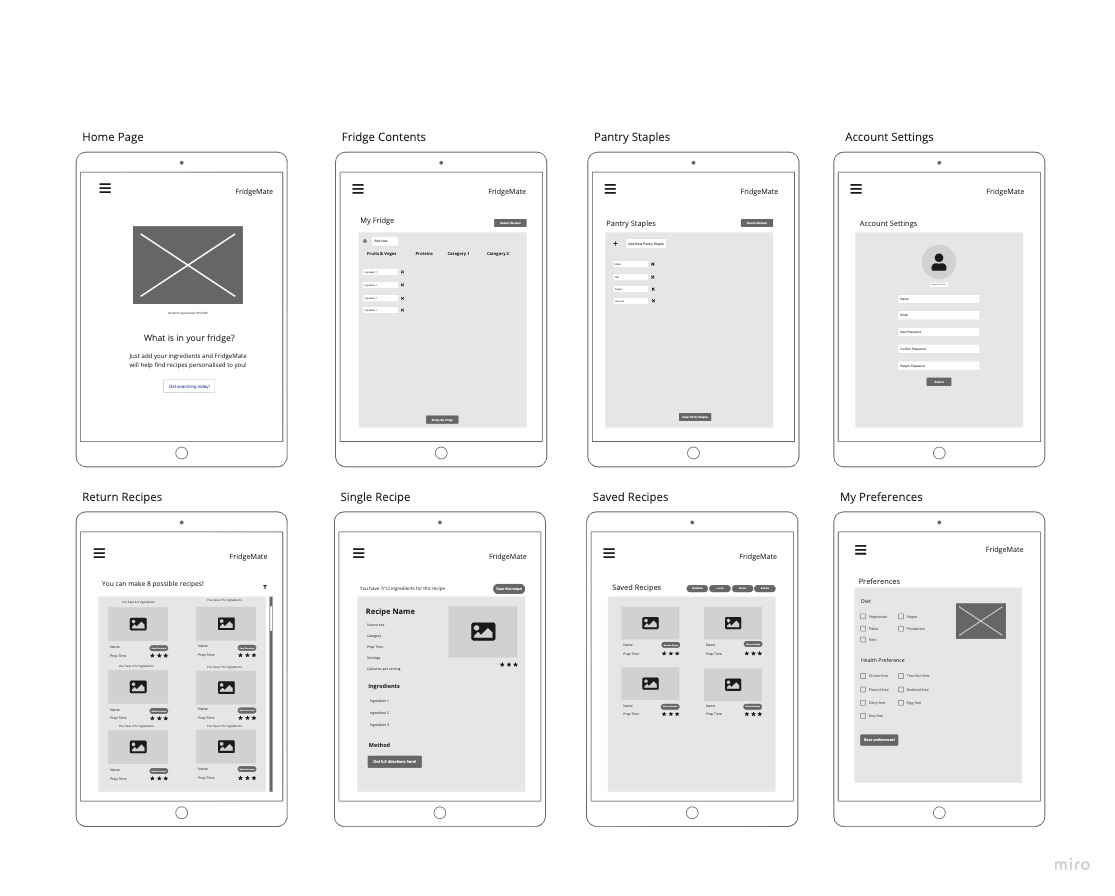 Home Page
Fridge Contents
Pantry Staples
Account Settings
FridgeMate
What is in your fridge?
Just add your ingredients and FridgeMate
will help find recipes personalised to you!
Get searching today!
FridgeMate
My Fridge
Search Recipes!
Add Item
Fruits & Veges
Proteins
Category 1
Category 2
Ingredient 1
Ingredient 1
Ingredient 1
Ingredient 1
Empty My Fridge
FridgeMate
Pantry Staples
Search Recipes!
Add New Pantry Staple
FridgeMate
Account Settings
Name
Email
New Password
Confirm Password
Submit
Return Recipes
Single Recipe
Saved Recipes
My Preferences
FridgeMate
You can make 8 possible recipes!
Name
Prep Time
Name
Prep Time
Name
Prep Time
Name
Prep Time
Name
Prep Time
Name
Prep Time
FridgeMate
You have 7/12 ingredients for this recipe
Save this recipe!
Recipe Name
Source site
Category
Prep Time
Servings
Calories per serving
Ingredients
Ingredient 1
Ingredient 2
Ingredient 3
Method
Get full directions here!
FridgeMate
Saved Recipes
Name
Prep Time
Name
Prep Time
Name
Prep Time
Name
Prep Time
FridgeMate
Preferences
Diet
Vegetarian
Vegan
Paleo
Pescatarian
Keto
Health Preference
Gluten-free
Tree-Nut-free
Peanut-free
Seafood-free
Dairy-free
Egg-free
Soy-free
Save preferences!
miro